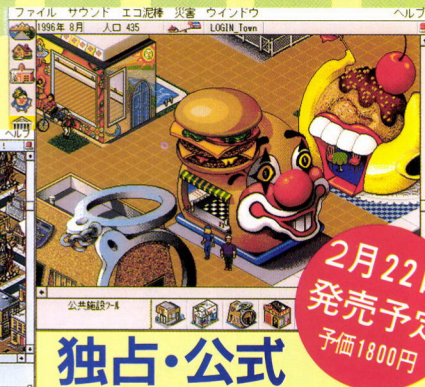 ファイル サウンド エコ泥棒 災害 ウインドウ ヘルプ
1996年 8月 人口 435 LOGIN_Town
ヘルプ
公共施設ﾂｰﾙ
2月22日
発売予定
予価1800円
独占・公式